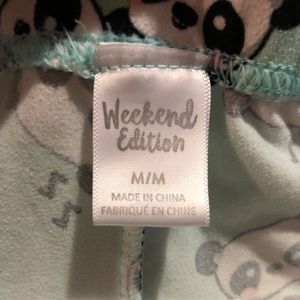 Weekend
Edition
M/M
MADE IN CHINA
FABRIQUÉ EN CHINE